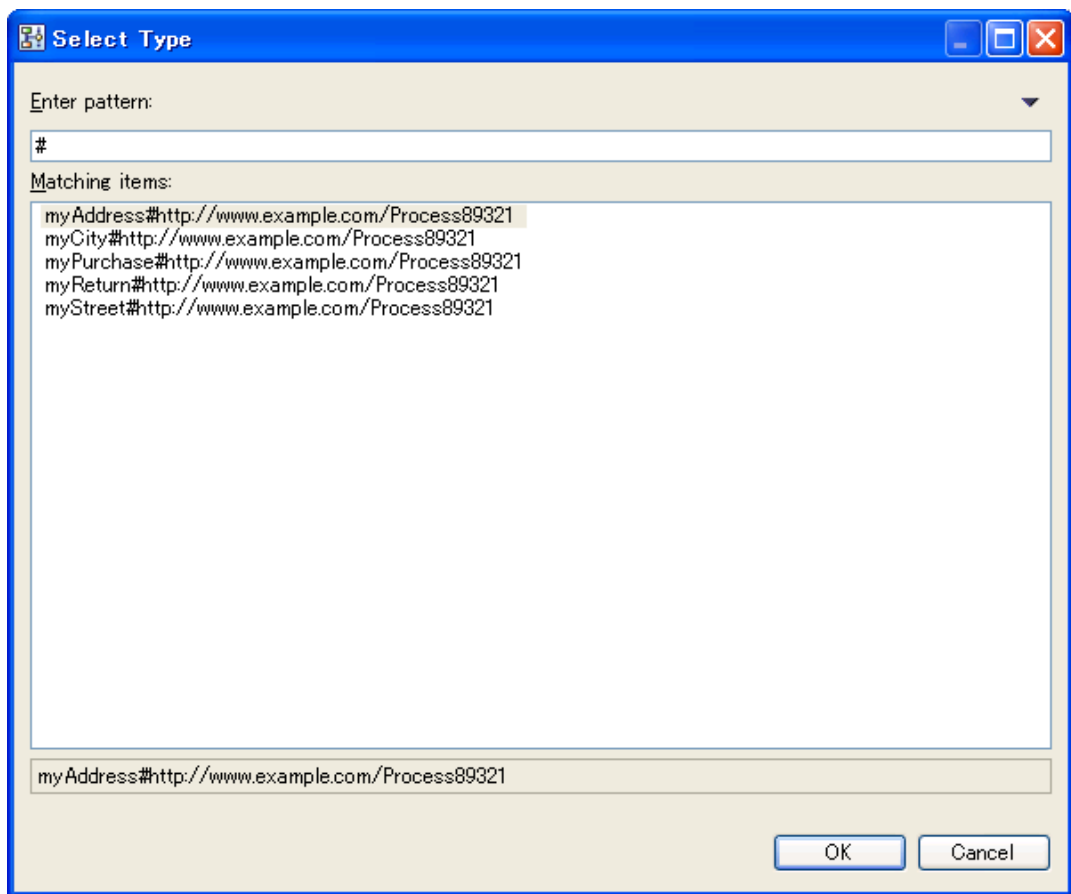 Select Type
Enter pattern:
#
Matching items:
myAddress#http://www.example.com/Process89321
myCity#http://www.example.com/Process89321
myPurchase#http://www.example.com/Process89321
myReturn#http://www.example.com/Process89321
myStreet#http://www.example.com/Process89321
myAddress#http://www.example.com/Process89321
OK Cancel